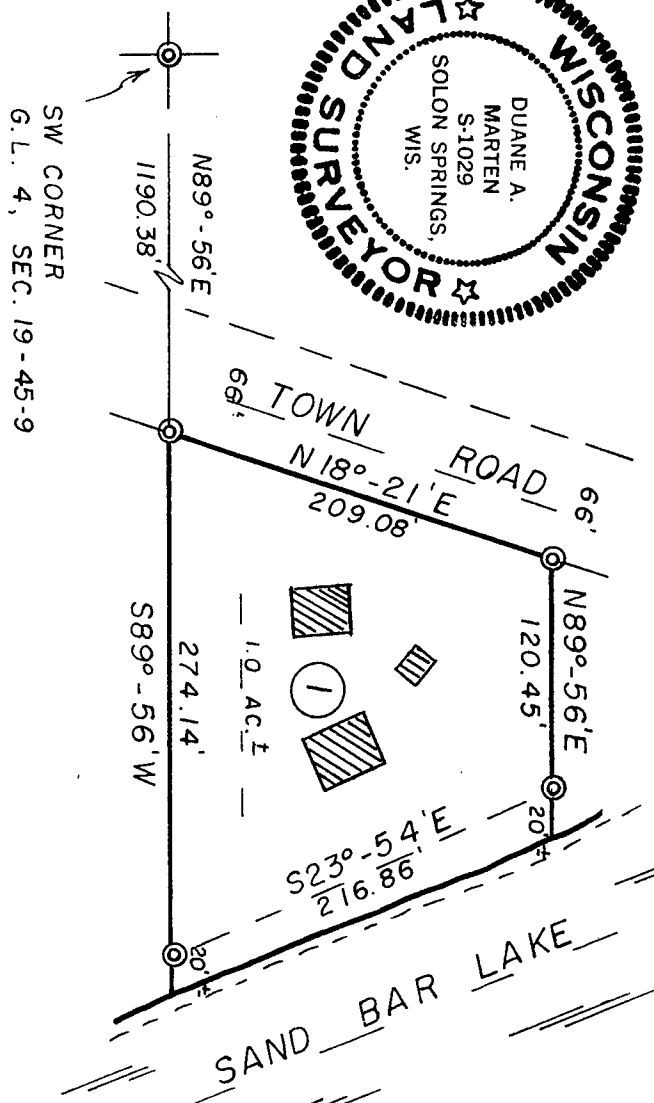 WISCONSIN
LAND SURVEYOR
DUANE A.
MARTEN
S-1029
SOLON SPRINGS,
WIS.
N89°-56'E
1190.38'
SW CORNER
G.L. 4, SEC. 19-45-9
66'
TOWN ROAD
66'
N18°-21'E
209.08'
N89°-56'E
120.45'
1
1.0 AC.±
274.14'
S89°-56'W
20'±
S23°-54'E
216.86'
20'±
SAND BAR LAKE